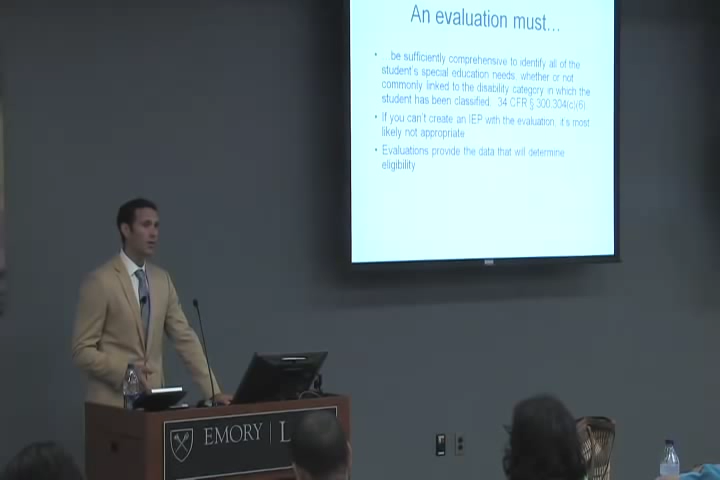 An evaluation must...
• be sufficiently comprehensive to identify all of the
student's special education needs, whether or not
commonly linked to the disability category in which the
student has been classified. 34 CFR § 300.304(c)(6)
• If you can't create an IEP with the evaluation, it's most
likely not appropriate
• Evaluations provide the data that will determine
eligibility
EMORY | L